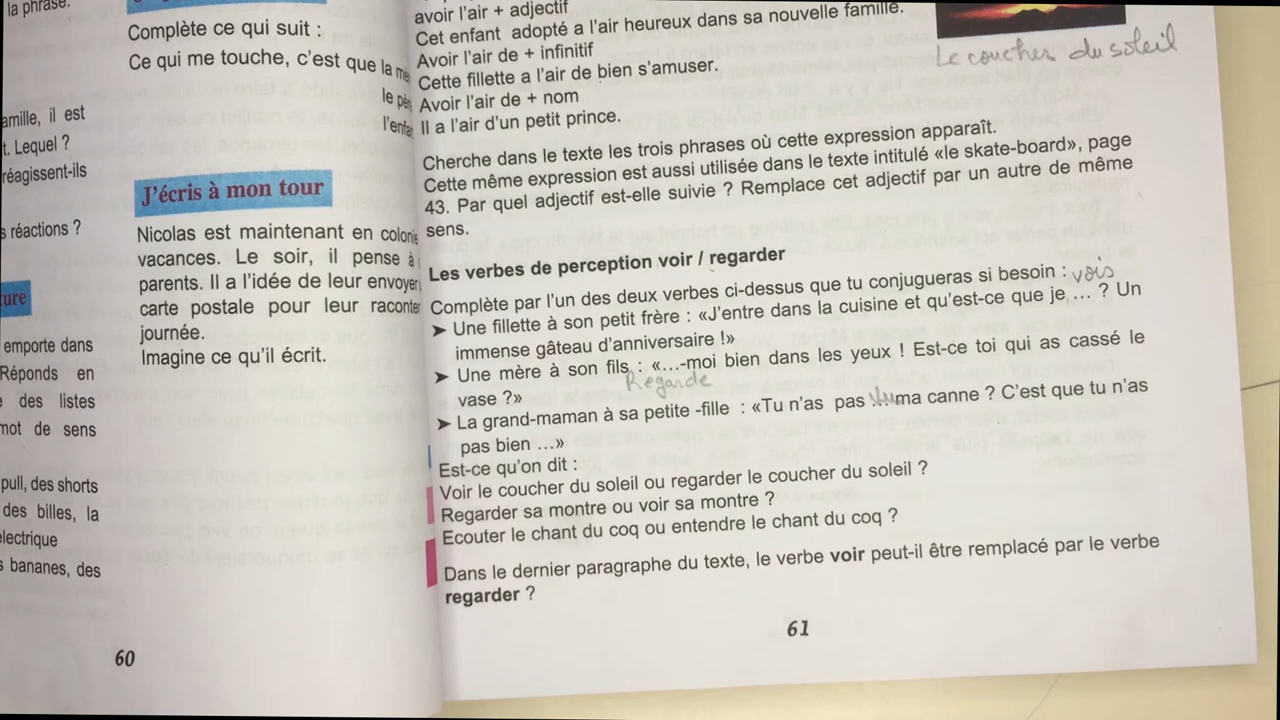 la phrase.
Complète ce qui suit :
Ce qui me touche, c'est que la
le
amille, il est
t. Lequel ?
réagissent-ils
J'écris à mon tour
s réactions ?
Nicolas est maintenant en colonie
vacances. Le soir, il pense à
parents. Il a l'idée de leur envoyer
carte postale pour leur raconter
journée.
Imagine ce qu'il écrit.
ure
emporte dans
Réponds en
des listes
mot de sens
pull, des shorts
des billes, la
électrique
bananes, des
60
avoir l'air + adjectif
Cet enfant adopté a l'air heureux dans sa nouvelle famille.
Avoir l'air de + infinitif
Cette fillette a l'air de bien s'amuser.
Avoir l'air de + nom
Il a l'air d'un petit prince.
Le coucher du soleil
Cherche dans le texte les trois phrases où cette expression apparaît.
Cette même expression est aussi utilisée dans le texte intitulé «le skate-board», page
43. Par quel adjectif est-elle suivie ? Remplace cet adjectif par un autre de même
sens.
Les verbes de perception voir / regarder
Complète par l'un des deux verbes ci-dessus que tu conjugueras si besoin :
vois
➤ Une fillette à son petit frère : «J'entre dans la cuisine et qu'est-ce que je ... ? Un
immense gâteau d'anniversaire !»
➤ Une mère à son fils : «...-moi bien dans les yeux ! Est-ce toi qui as cassé le
Regarde
vase ?»
➤ La grand-maman à sa petite -fille : «Tu n'as pas ... vu ma canne ? C'est que tu n'as
pas bien ...»
Est-ce qu'on dit :
Voir le coucher du soleil ou regarder le coucher du soleil ?
Regarder sa montre ou voir sa montre ?
Ecouter le chant du coq ou entendre le chant du coq ?
Dans le dernier paragraphe du texte, le verbe voir peut-il être remplacé par le verbe
regarder ?
61